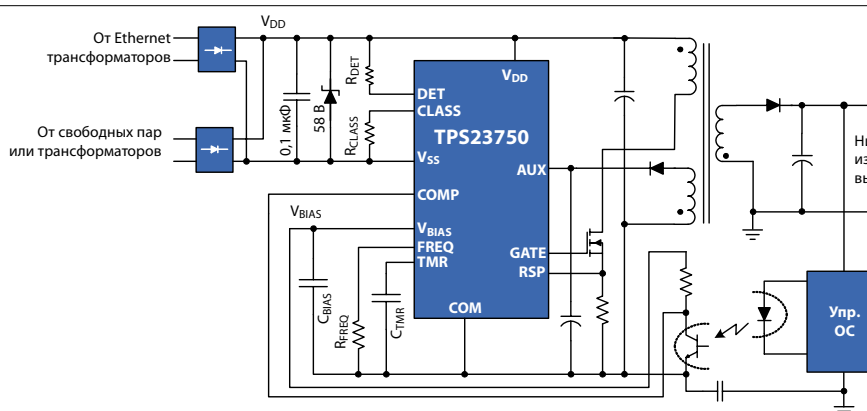 От Ethernet
трансформаторов
От свободных пар
или трансформаторов
VDD
0,1 мкФ
58 В
RDET
RCLASS
VDD
DET
CLASS
TPS23750
VSS
AUX
COMP
VBIAS
VBIAS
FREQ
TMR
GATE
RSP
COM
CBIAS
RFREQ
CTMR
Упр.
ОС